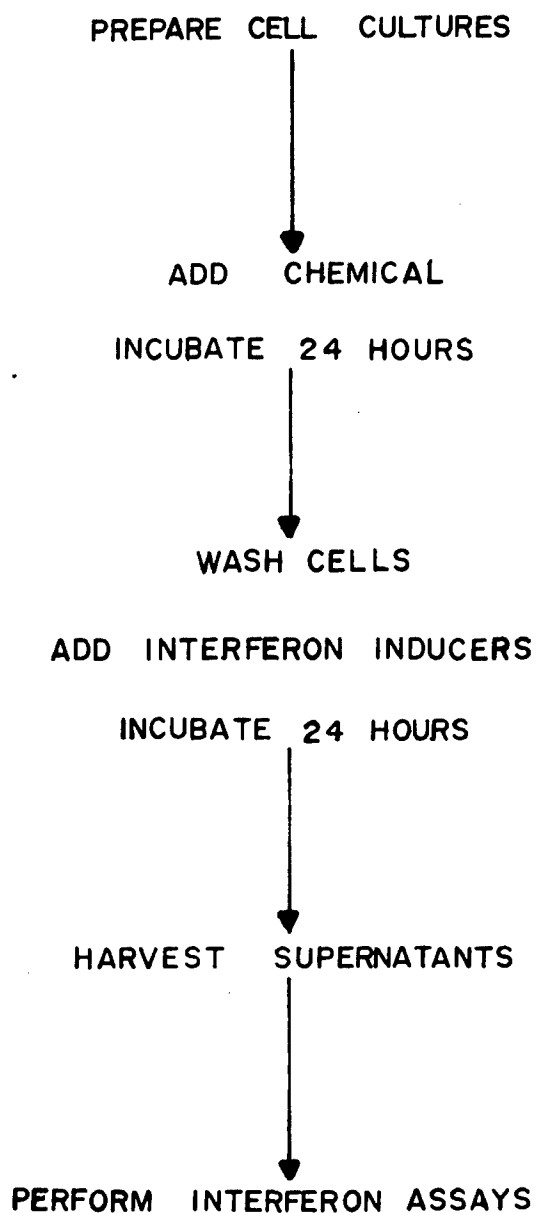 PREPARE CELL CULTURES
ADD CHEMICAL
INCUBATE 24 HOURS
WASH CELLS
ADD INTERFERON INDUCERS
INCUBATE 24 HOURS
HARVEST SUPERNATANTS
PERFORM INTERFERON ASSAYS